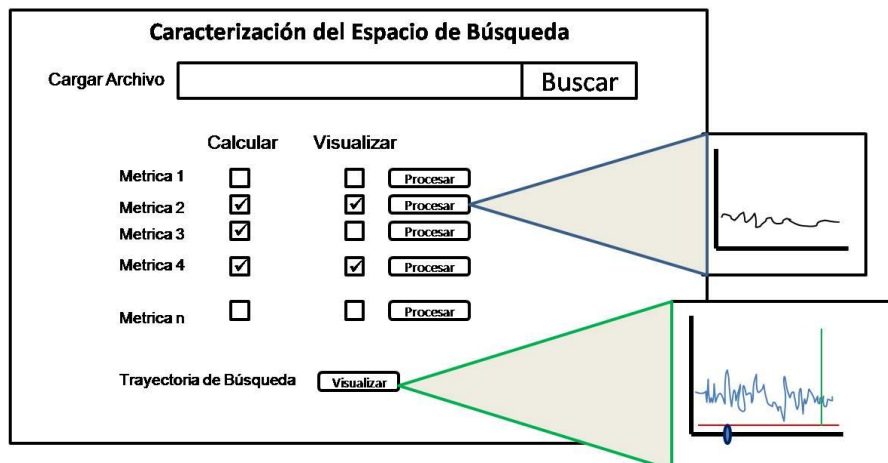 Caracterización del Espacio de Búsqueda
Cargar Archivo Buscar
Calcular Visualizar
Metrica 1 Procesar
Metrica 2 Procesar
Metrica 3 Procesar
Metrica 4 Procesar
Metrica n Procesar
Trayectoria de Búsqueda Visualizar